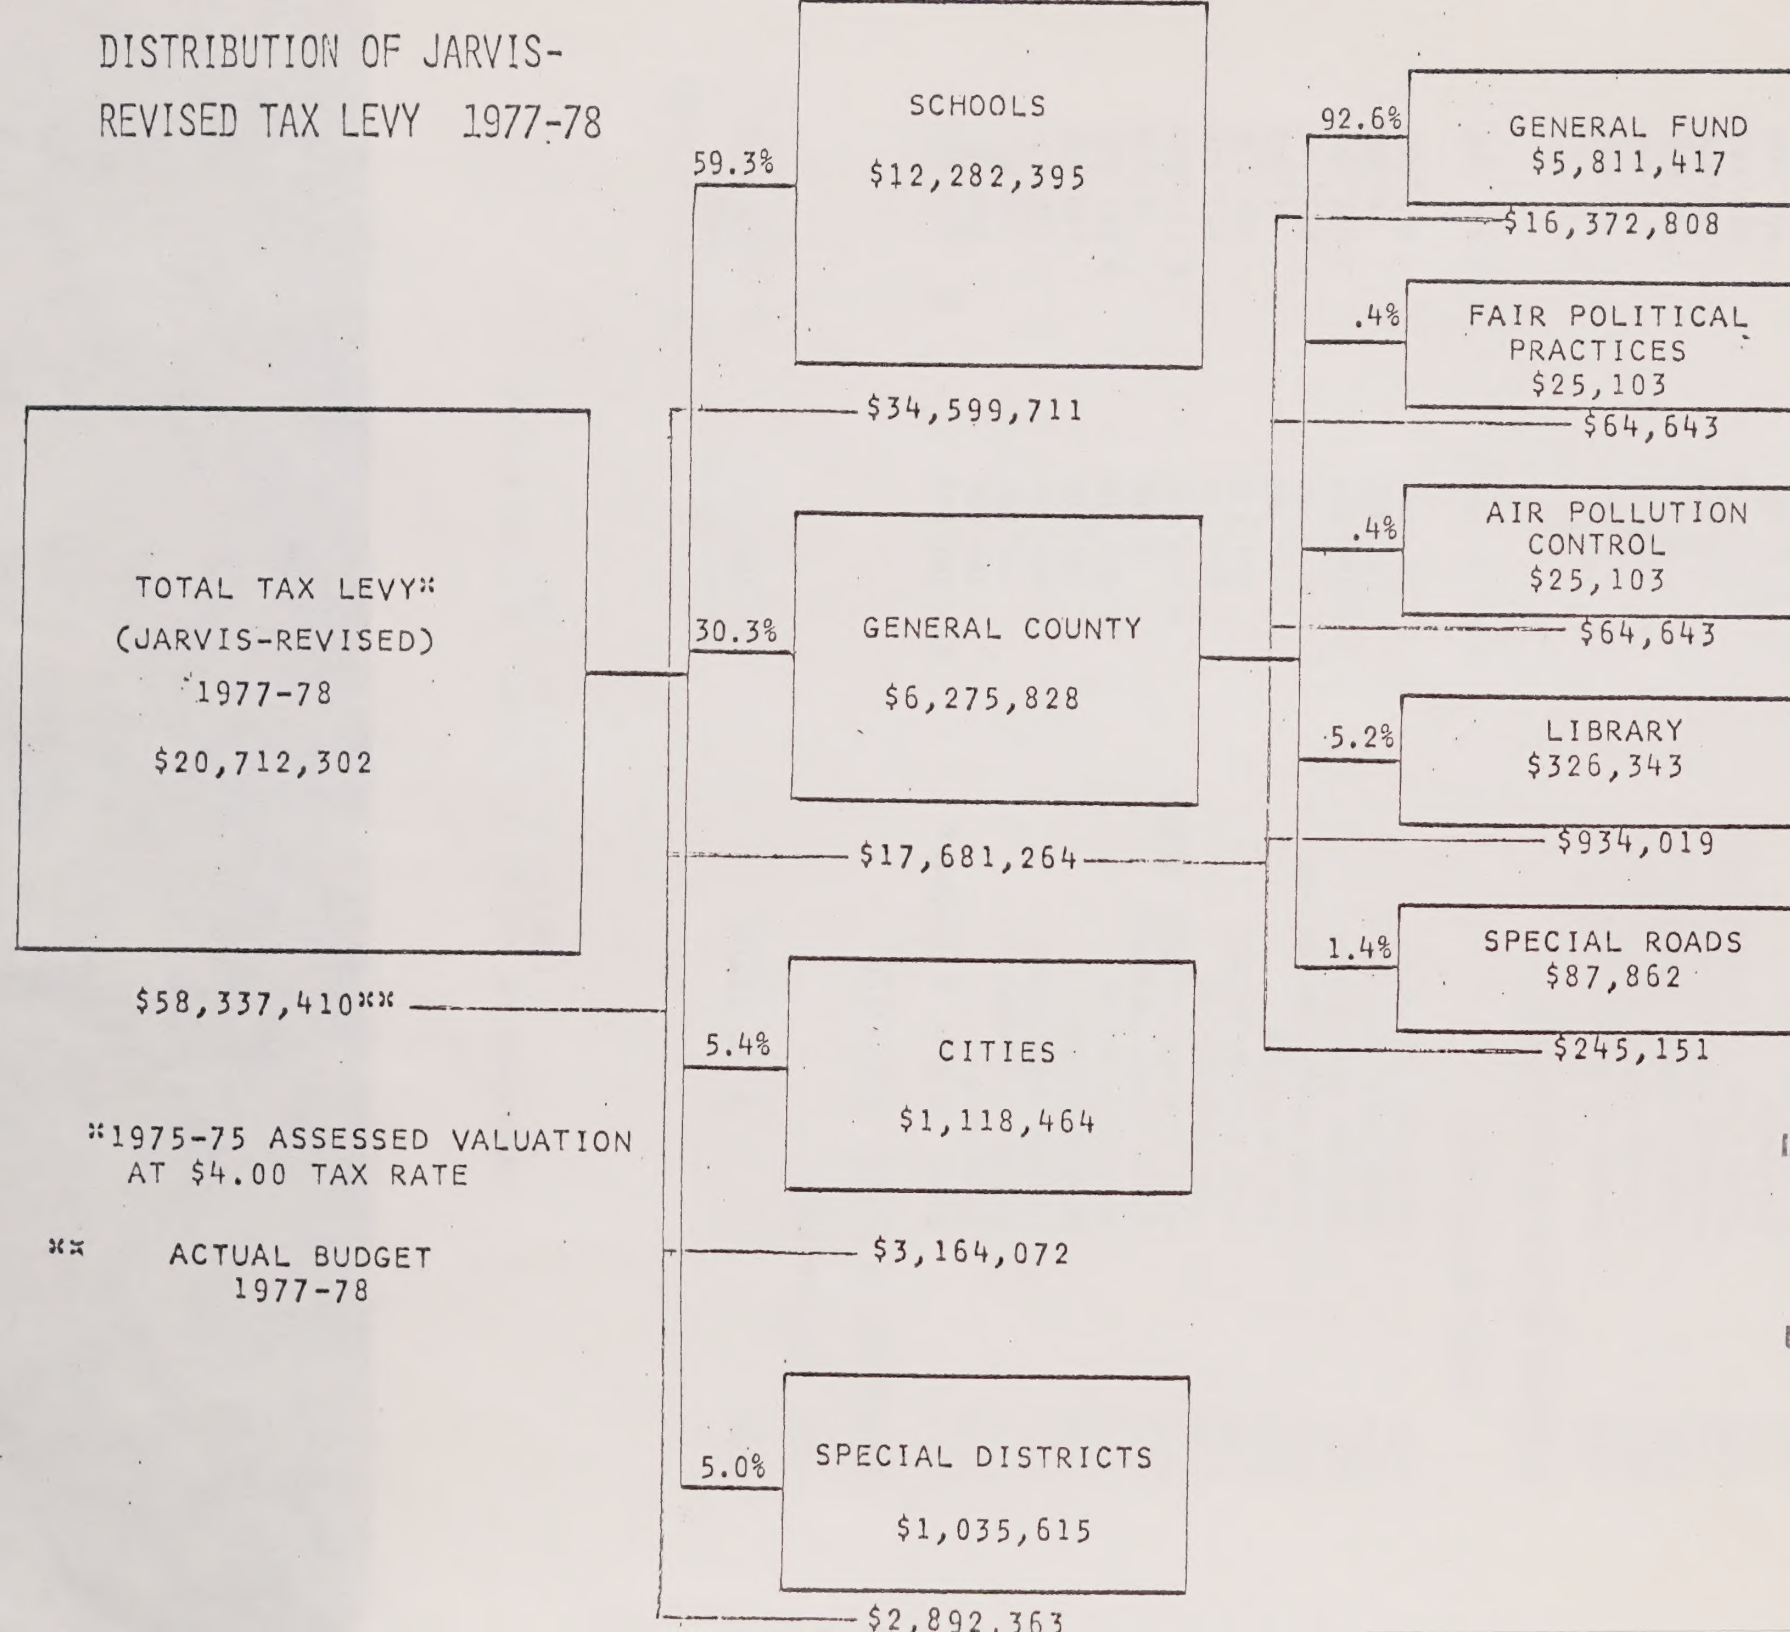 DISTRIBUTION OF JARVIS-
REVISED TAX LEVY 1977-78
TOTAL TAX LEVY*
(JARVIS-REVISED)
1977-78
$20,712,302
$58,337,410**
*1975-75 ASSESSED VALUATION
AT $4.00 TAX RATE
** ACTUAL BUDGET
1977-78
59.3%
SCHOOLS
$12,282,395
$34,599,711
30.3%
GENERAL COUNTY
$6,275,828
$17,681,264
5.4%
CITIES
$1,118,464
$3,164,072
5.0%
SPECIAL DISTRICTS
$1,035,615
$2,892,363
92.6%
GENERAL FUND
$5,811,417
$16,372,808
.4%
FAIR POLITICAL
PRACTICES
$25,103
$64,643
.4%
AIR POLLUTION
CONTROL
$25,103
$64,643
5.2%
LIBRARY
$326,343
$934,019
1.4%
SPECIAL ROADS
$87,862
$245,151